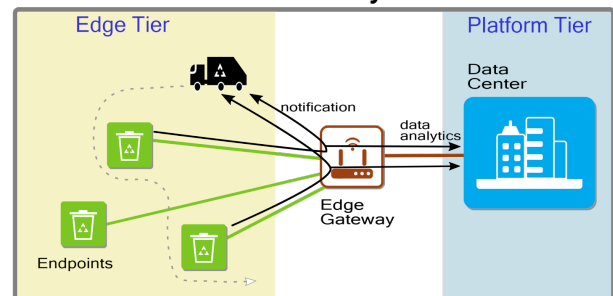 Edge Tier
Platform Tier
Data
Center
notification
data
analytics
Edge
Gateway
Endpoints